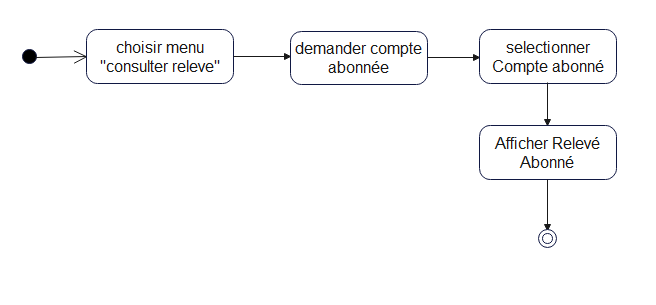 choisir menu
"consulter releve"
demander compte
abonnée
selectionner
Compte abonné
Afficher Relevé
Abonné